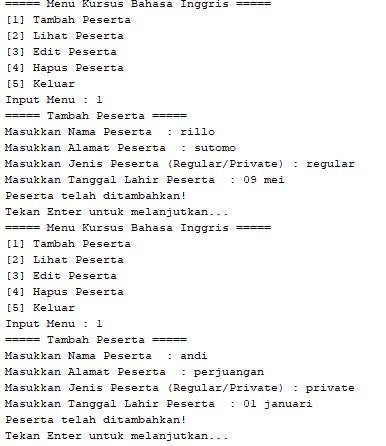 ===== Menu Kursus Bahasa Inggris =====
[1] Tambah Peserta
[2] Lihat Peserta
[3] Edit Peserta
[4] Hapus Peserta
[5] Keluar
Input Menu : 1
===== Tambah Peserta =====
Masukkan Nama Peserta  : rillo
Masukkan Alamat Peserta  : sutomo
Masukkan Jenis Peserta (Regular/Private) : regular
Masukkan Tanggal Lahir Peserta  : 09 mei
Peserta telah ditambahkan!
Tekan Enter untuk melanjutkan...
===== Menu Kursus Bahasa Inggris =====
[1] Tambah Peserta
[2] Lihat Peserta
[3] Edit Peserta
[4] Hapus Peserta
[5] Keluar
Input Menu : 1
===== Tambah Peserta =====
Masukkan Nama Peserta  : andi
Masukkan Alamat Peserta  : perjuangan
Masukkan Jenis Peserta (Regular/Private) : private
Masukkan Tanggal Lahir Peserta  : 01 januari
Peserta telah ditambahkan!
Tekan Enter untuk melanjutkan...